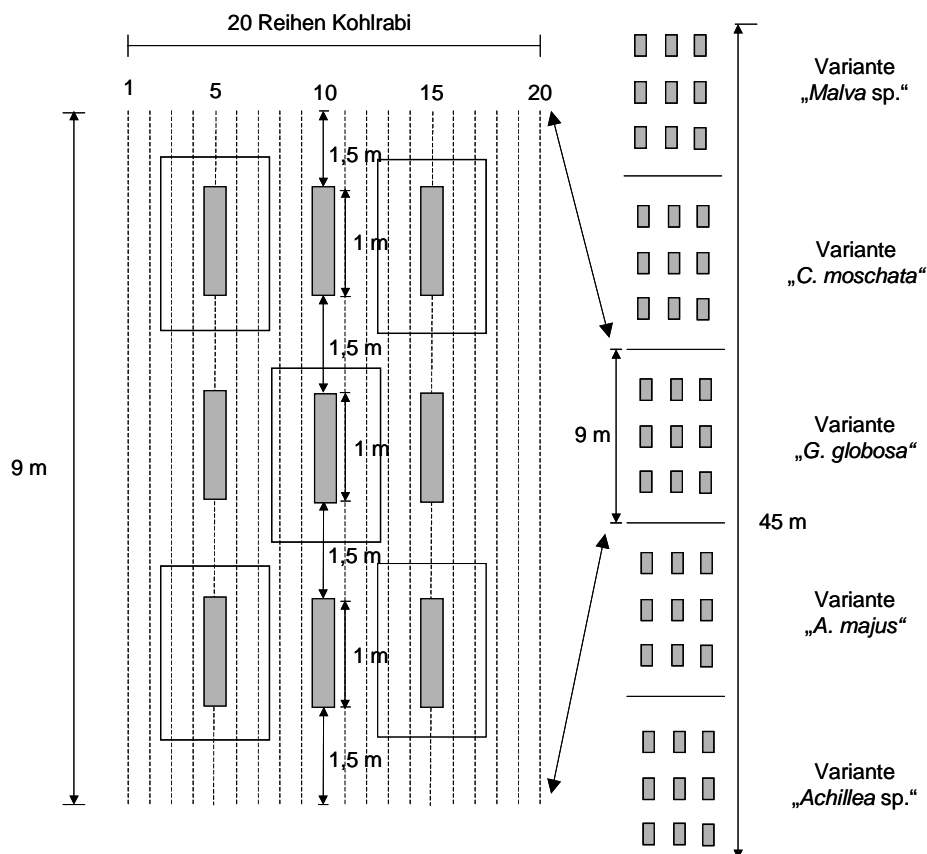 20 Reihen Kohlrabi
1 5 10 15 20
1,5 m
1 m
1,5 m
9 m
1 m
1,5 m
1 m
1,5 m
9 m
45 m
Variante
„Malva sp.“
Variante
„C. moschata“
Variante
„G. globosa“
Variante
„A. majus“
Variante
„Achillea sp.“